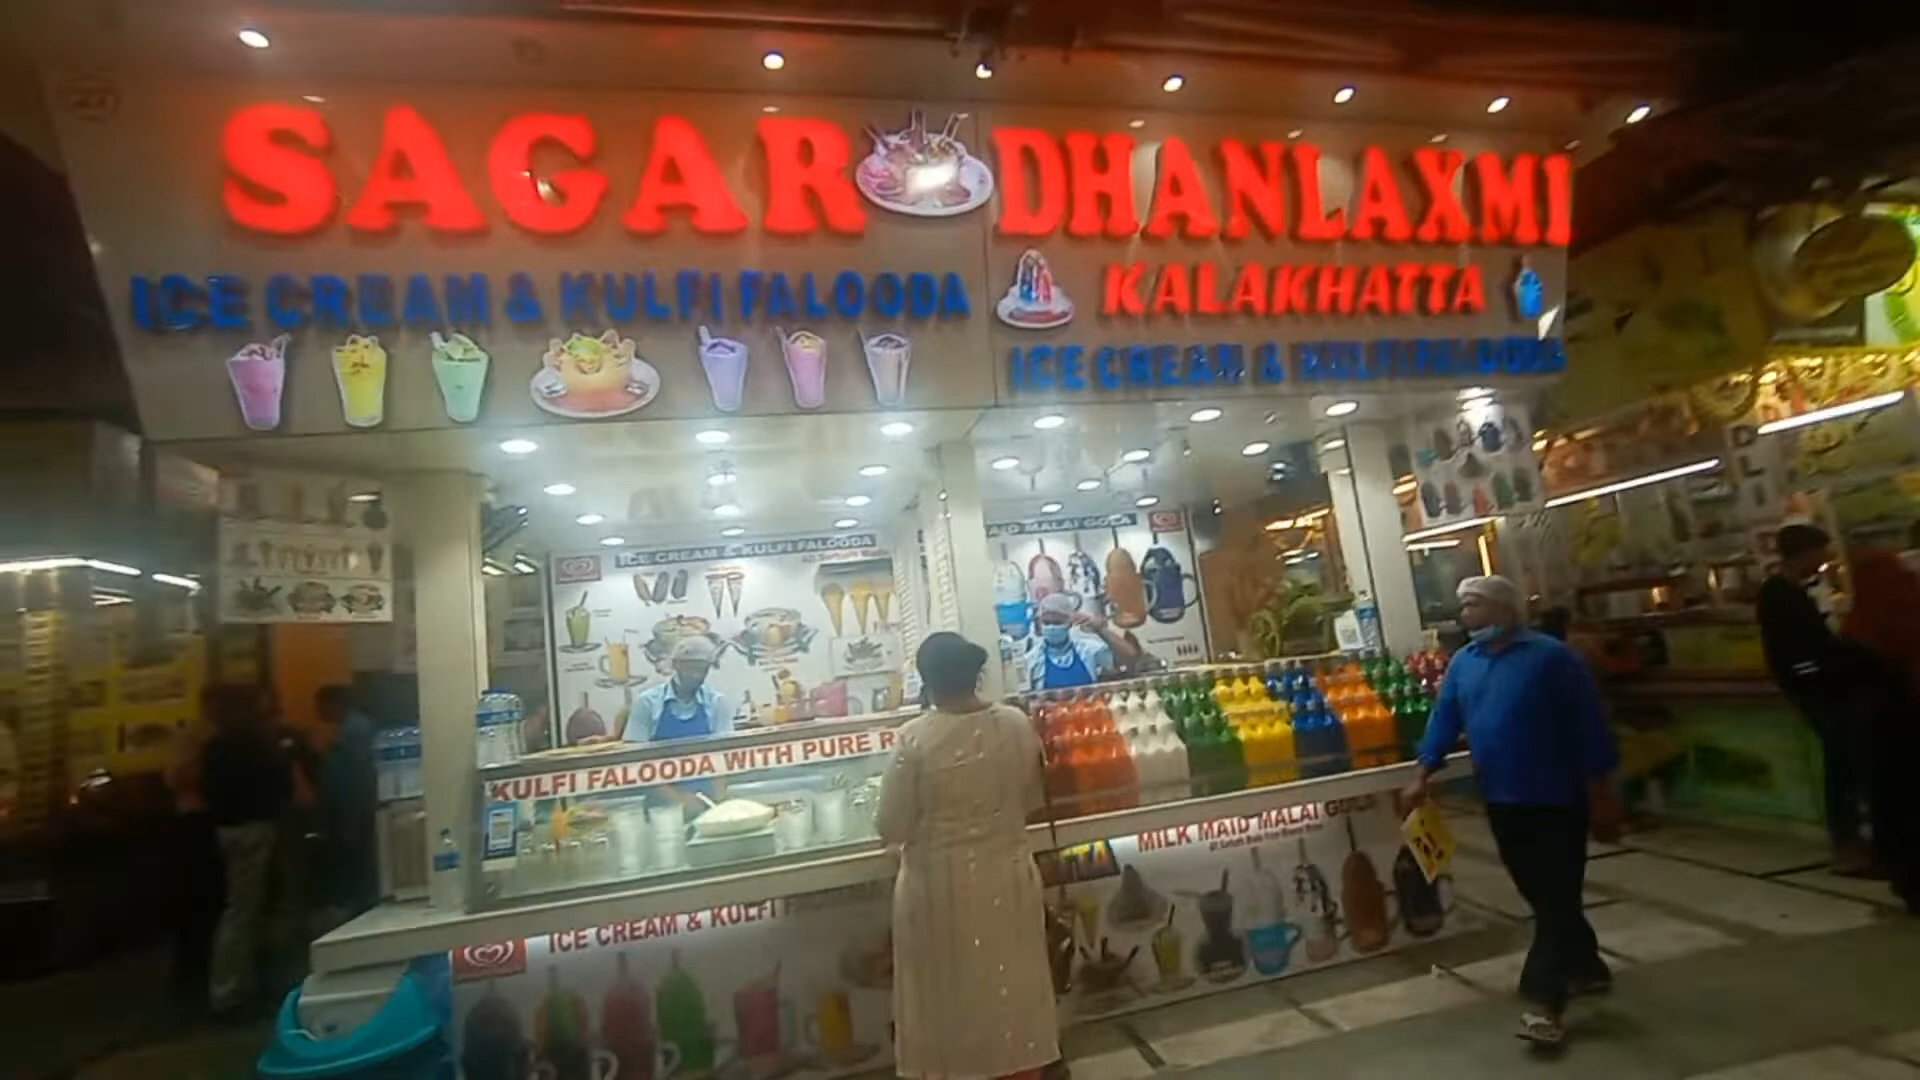 SAGAR
ICE CREAM & KULFI FALOODA
DHANLAXMI
KALAKHATTA
ICE CREAM & KULFI FALOODA
ICE CREAM & KULFI FALOODA
MAID MALAI GOLA
KULFI FALOODA WITH PURE R
MILK MAID MALAI GOLA
ICE CREAM & KULFI